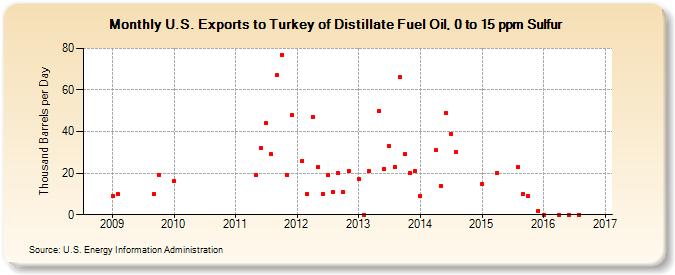 Monthly U.S. Exports to Turkey of Distillate Fuel Oil, 0 to 15 ppm Sulfur
Thousand Barrels per Day
80
60
40
20
0
2009 2010 2011 2012 2013 2014 2015 2016 2017
Source: U.S. Energy Information Administration